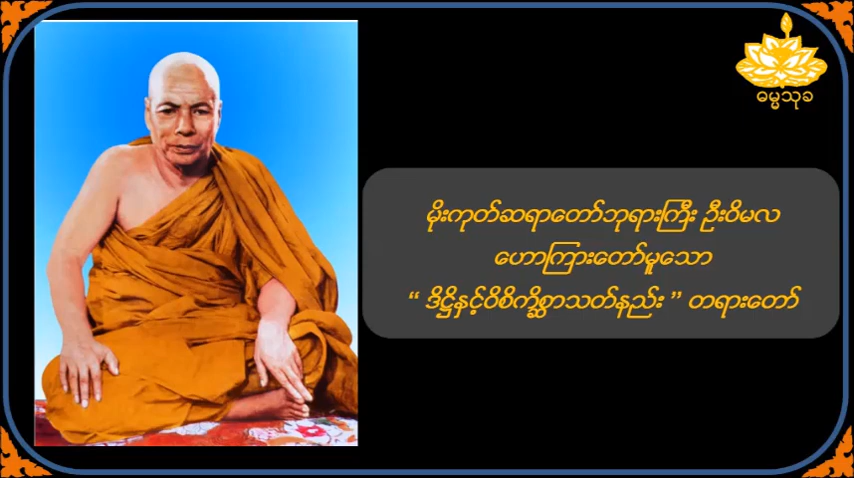 ဓမ္မသုခ
မိုးကုတ်ဆရာတော်ဘုရားကြီး ဦးဝိမလ
ဟောကြားတော်မူသော
“ ဒိဋ္ဌိနှင့်ဝိစိကိစ္ဆာသတ်နည်း ” တရားတော်